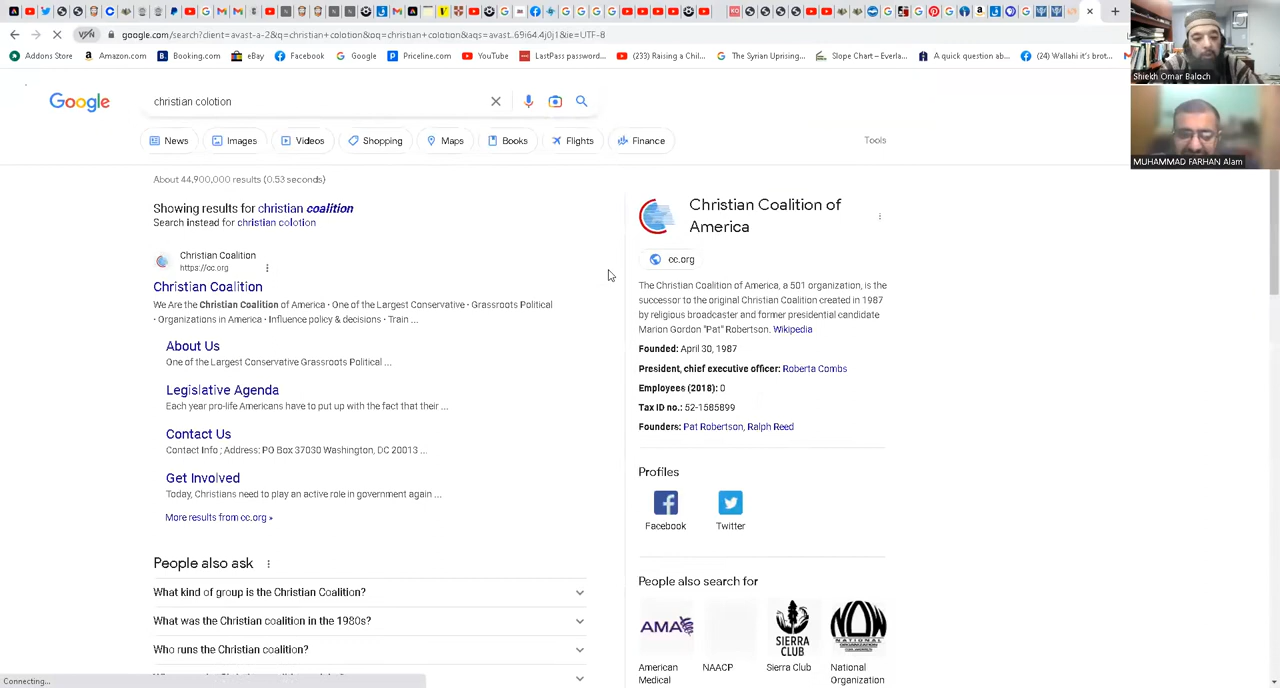 google.com/search?client=avast-a-2&q=christian+colotion&oq=christian+colotion&aqs=avast..69i64.4j0j1&ie=UTF-8
Addons Store
Amazon.com
Booking.com
eBay
Facebook
Google
Priceline.com
YouTube
LastPass password...
(233) Raising a Chil...
The Syrian Uprising,...
Slope Chart – Everla...
A quick question ab...
(24) Wallahi it's brot...
Shiekh Omar Baloch
MUHAMMAD FARHAN Alam
Google
christian colotion
News
Images
Videos
Shopping
Maps
Books
Flights
Finance
Tools
About 44,900,000 results (0.53 seconds)
Showing results for christian coalition
Search instead for christian colotion
Christian Coalition
https://cc.org
Christian Coalition
We Are the Christian Coalition of America · One of the Largest Conservative · Grassroots Political
· Organizations in America · Influence policy & decisions · Train ...
About Us
One of the Largest Conservative Grassroots Political ...
Legislative Agenda
Each year pro-life Americans have to put up with the fact that their ...
Contact Us
Contact Info ; Address: PO Box 37030 Washington, DC 20013 ...
Get Involved
Today, Christians need to play an active role in government again ...
More results from cc.org »
People also ask
What kind of group is the Christian Coalition?
What was the Christian coalition in the 1980s?
Who runs the Christian coalition?
Christian Coalition of
America
cc.org
The Christian Coalition of America, a 501 organization, is the
successor to the original Christian Coalition created in 1987
by religious broadcaster and former presidential candidate
Marion Gordon "Pat" Robertson. Wikipedia
Founded: April 30, 1987
President, chief executive officer: Roberta Combs
Employees (2018): 0
Tax ID no.: 52-1585899
Founders: Pat Robertson, Ralph Reed
Profiles
Facebook
Twitter
People also search for
AMA
SIERRA
CLUB
NOW
American
Medical
NAACP
Sierra Club
National
Organization
Connecting...